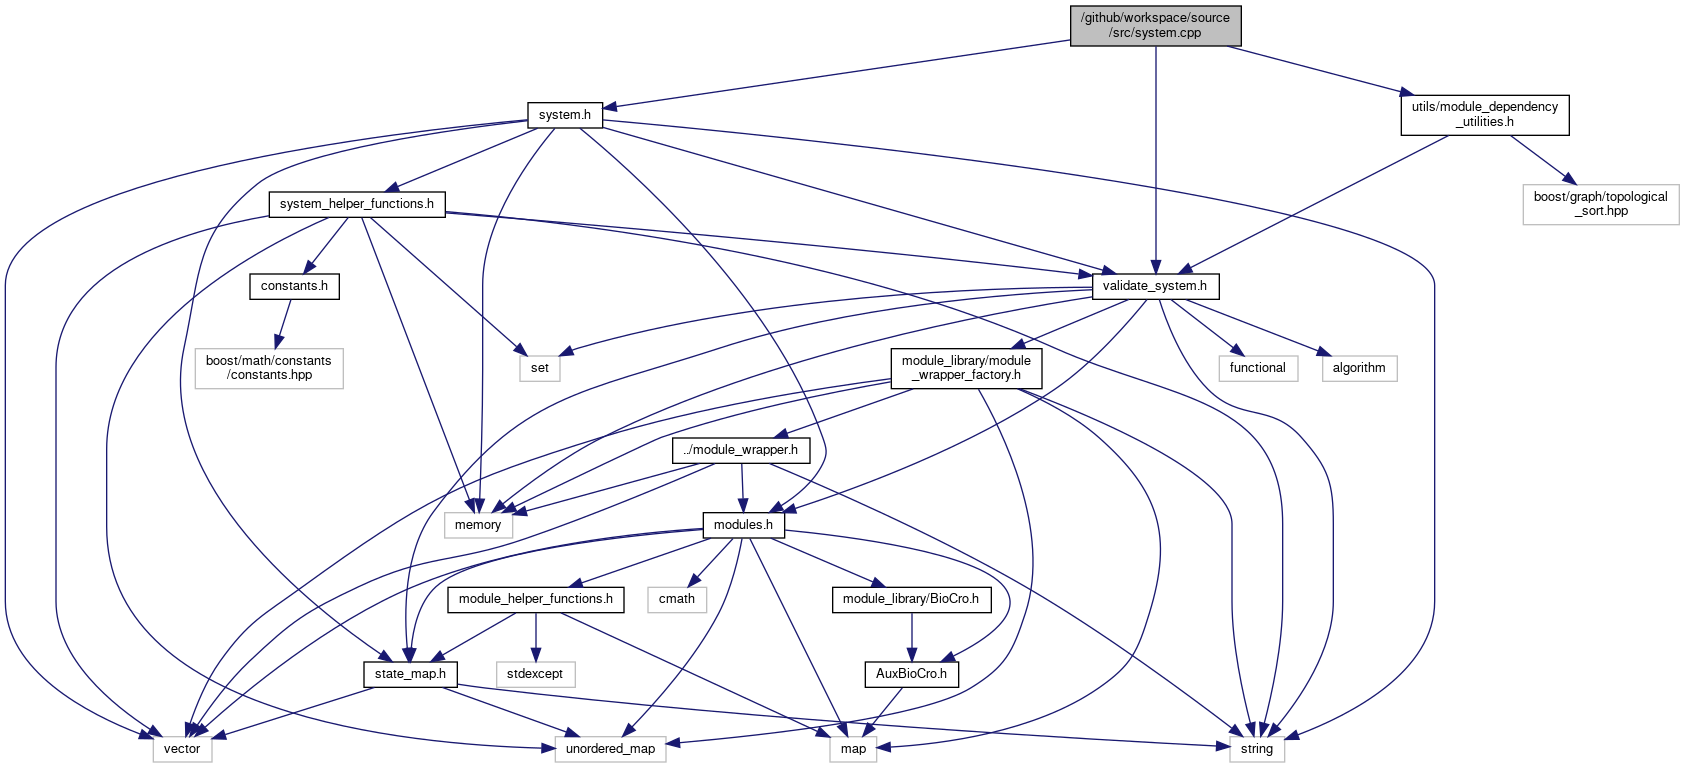 /github/workspace/source
/src/system.cpp
system.h
utils/module_dependency
_utilities.h
system_helper_functions.h
boost/graph/topological
_sort.hpp
constants.h
validate_system.h
boost/math/constants
/constants.hpp
set
module_library/module
_wrapper_factory.h
functional
algorithm
../module_wrapper.h
memory
modules.h
module_helper_functions.h
cmath
module_library/BioCro.h
state_map.h
stdexcept
AuxBioCro.h
vector
unordered_map
map
string